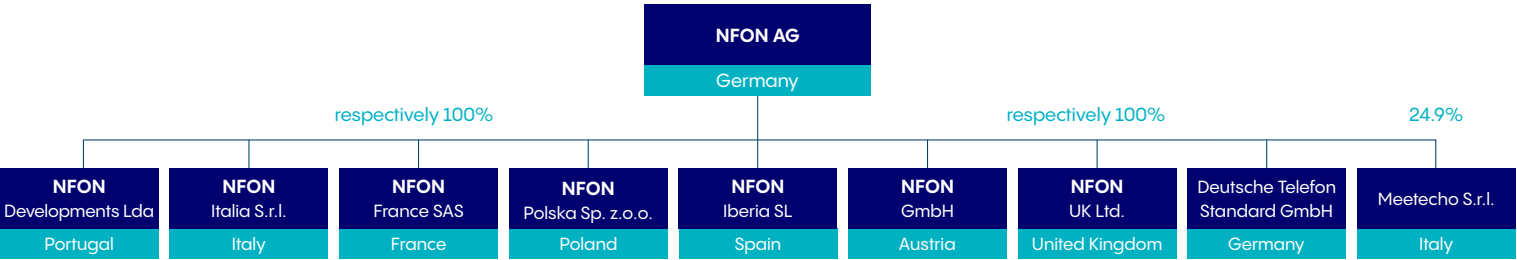 NFON AG
Germany
respectively 100%
respectively 100%
24.9%
NFON
Developments Lda
Portugal
NFON
Italia S.r.l.
Italy
NFON
France SAS
France
NFON
Polska Sp. z.o.o.
Poland
NFON
Iberia SL
Spain
NFON
GmbH
Austria
NFON
UK Ltd.
United Kingdom
Deutsche Telefon
Standard GmbH
Germany
Meetecho S.r.l.
Italy